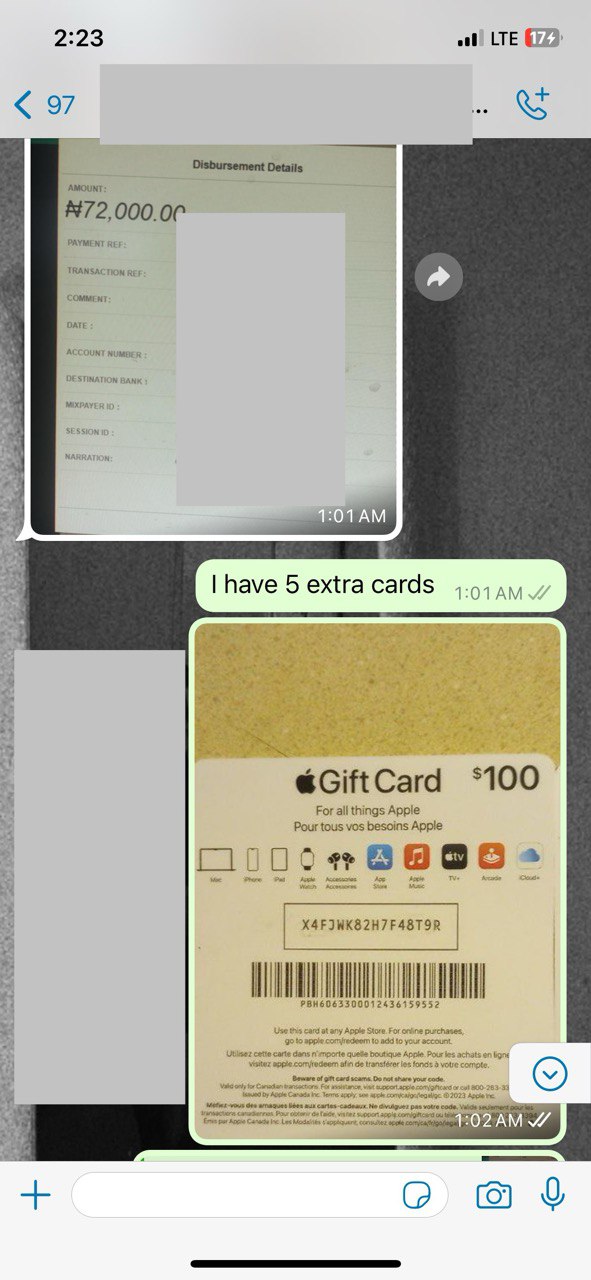 2:23
LTE 17
97
...
Disbursement Details
AMOUNT:
₦72,000.00
PAYMENT REF:
TRANSACTION REF:
COMMENT:
DATE :
ACCOUNT NUMBER :
DESTINATION BANK :
MIXPAYER ID :
SESSION ID :
NARRATION:
1:01 AM
I have 5 extra cards 1:01 AM
Gift Card $100
For all things Apple
Pour tous vos besoins Apple
Mac iPhone iPad Apple Watch Accessories Accessoires App Store Apple Music TV+ Arcade iCloud+
tv
X4FJWK82H7F48T9R
PBH6063300012436159552
Use this card at any Apple Store. For online purchases,
go to apple.com/redeem to add to your account.
Utilisez cette carte dans n'importe quelle boutique Apple. Pour les achats en ligne
visitez apple.com/redeem afin de transférer les fonds à votre compte.
Beware of gift card scams. Do not share your code.
Valid only for Canadian transactions. For assistance, visit support.apple.com/giftcard or call 800-263-33
Issued by Apple Canada Inc. Terms apply; see apple.com/ca/go/legal/gc ©2023 Apple Inc.
Méfiez-vous des arnaques liées aux cartes-cadeaux. Ne divulguez pas votre code. Valide seulement pour les
transactions canadiennes. Pour obtenir de l'aide, visitez support.apple.com/giftcard ou
Émis par Apple Canada Inc. Les Modalités s'appliquent; consultez apple.com/ca/fr/go/legal
1:02 AM